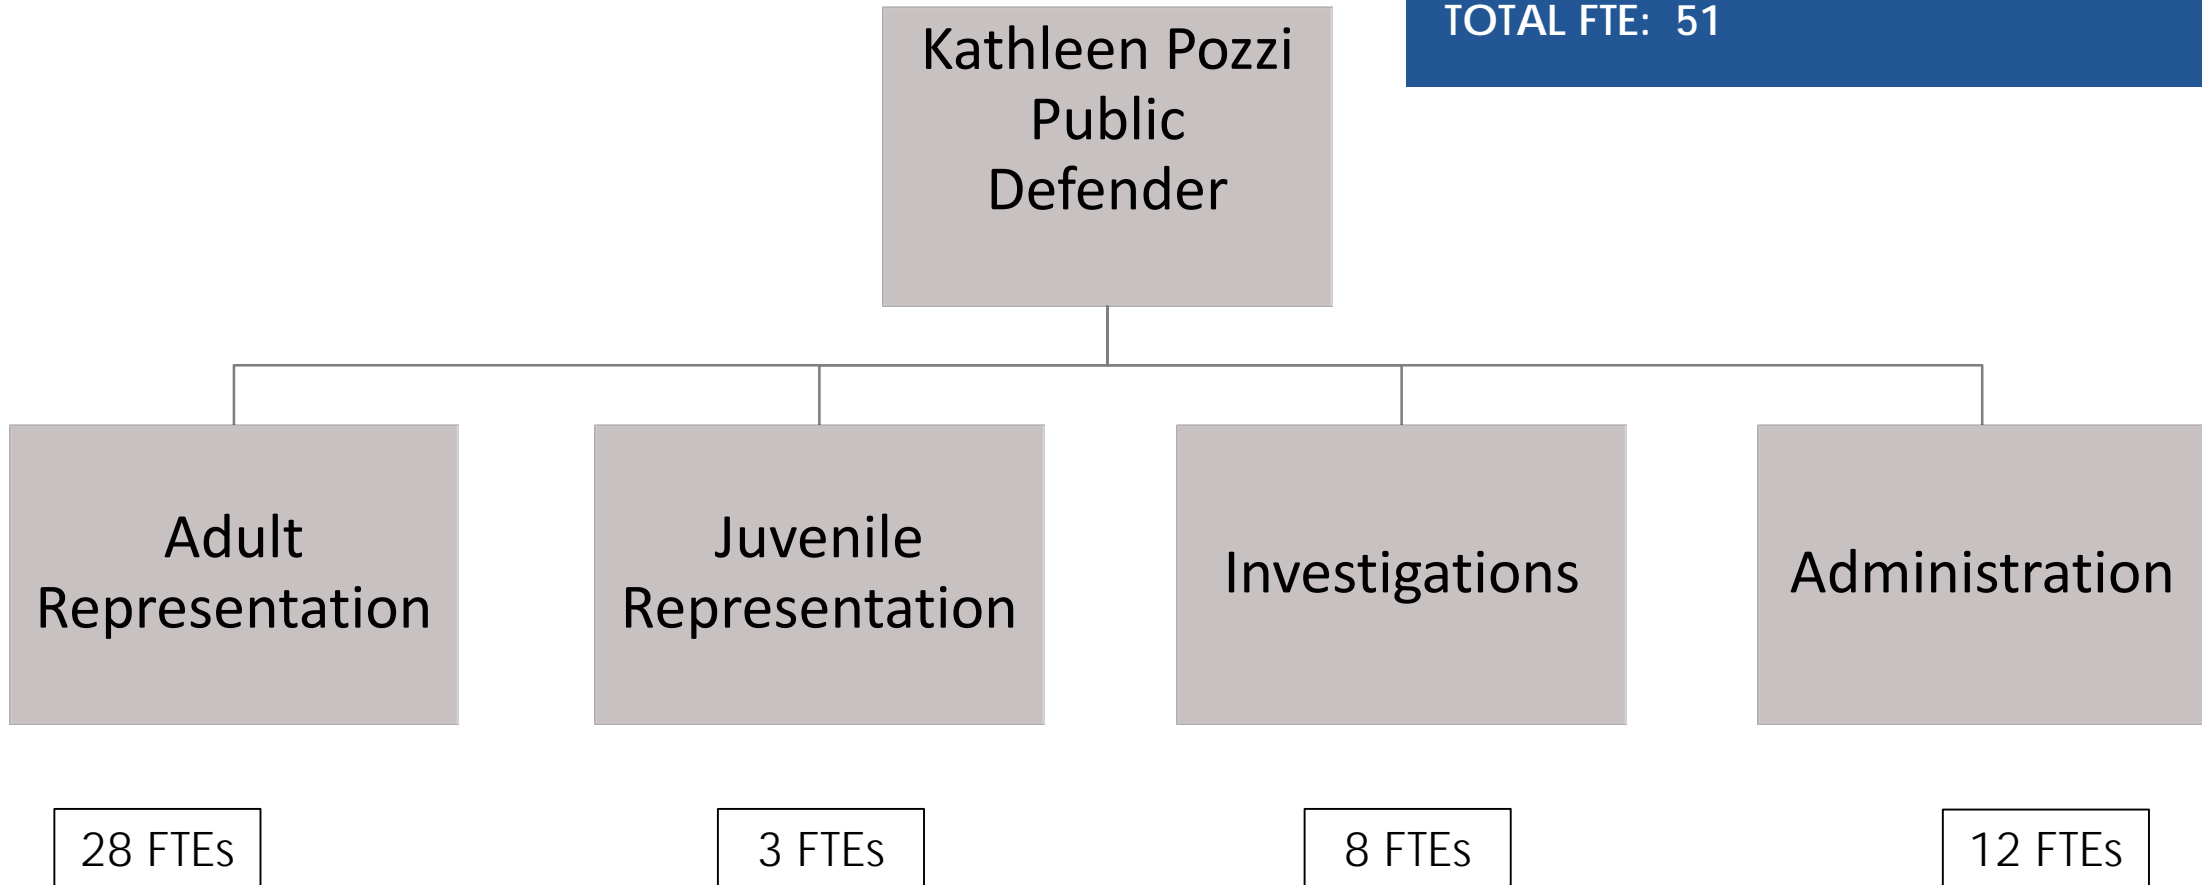 TOTAL FTE: 51
Kathleen Pozzi
Public
Defender
Adult
Representation
Juvenile
Representation
Investigations
Administration
28 FTEs
3 FTEs
8 FTEs
12 FTEs